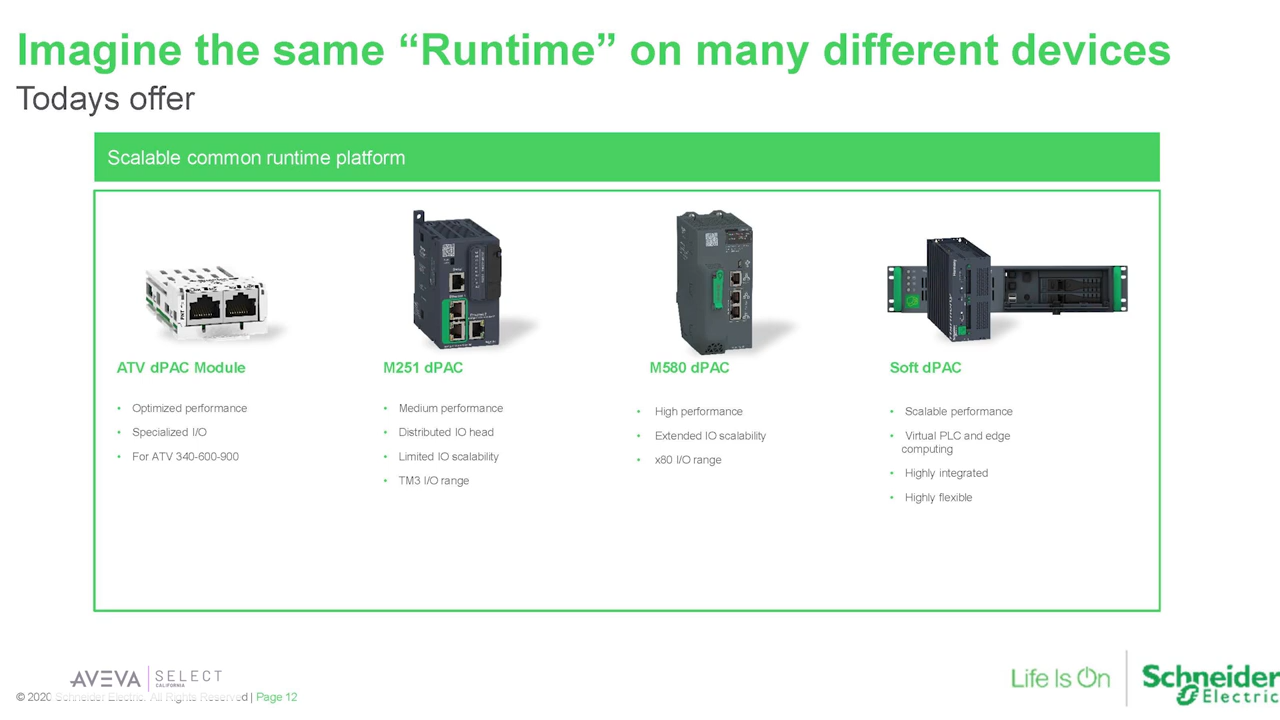 Imagine the same “Runtime” on many different devices
Todays offer
Scalable common runtime platform
ATV dPAC Module
• Optimized performance
• Specialized I/O
• For ATV 340-600-900
M251 dPAC
• Medium performance
• Distributed IO head
• Limited IO scalability
• TM3 I/O range
M580 dPAC
• High performance
• Extended IO scalability
• x80 I/O range
Soft dPAC
• Scalable performance
• Virtual PLC and edge
computing
• Highly integrated
• Highly flexible
AVEVA SELECT
CALIFORNIA
© 2020 Schneider Electric. All Rights Reserved | Page 12
Life Is On
Schneider
Electric